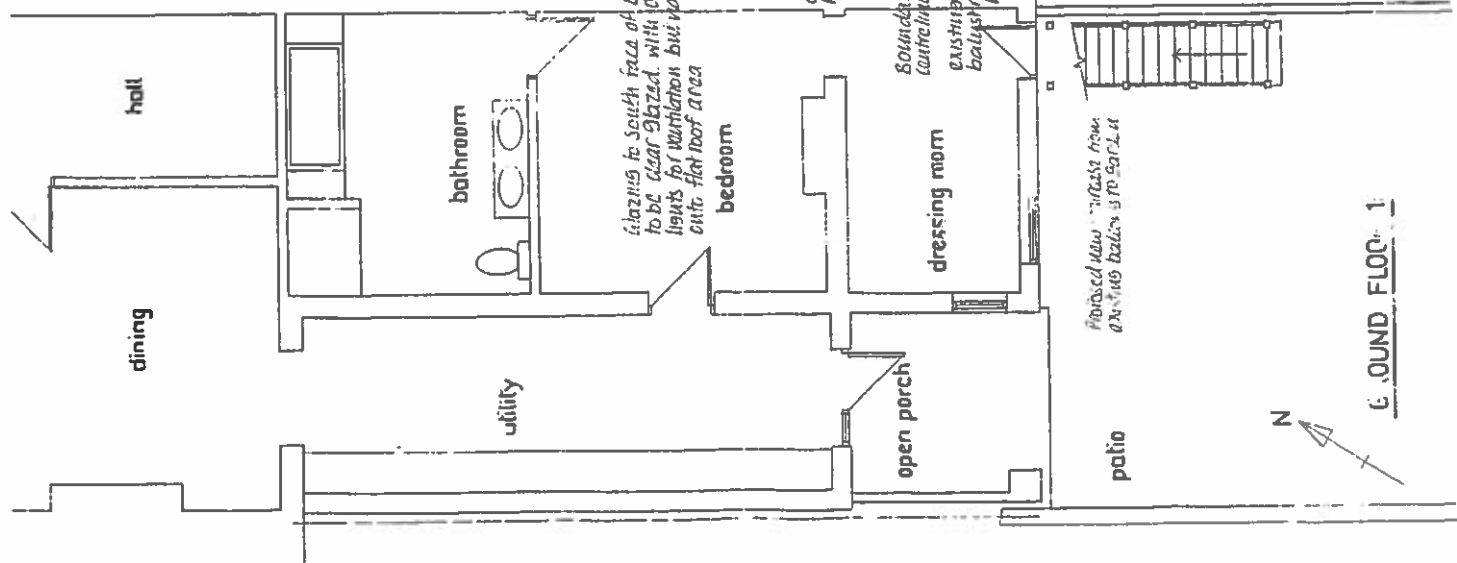 hall
dining
bathroom
Glazing to South face of
to be clear glazed with
lights for ventilation but
onto flat roof area
bedroom
utility
Boundary
centreline
existing
dressing room
Proposed new staircase from
existing balcony to garden
open porch
patio
N
GROUND FLOOR